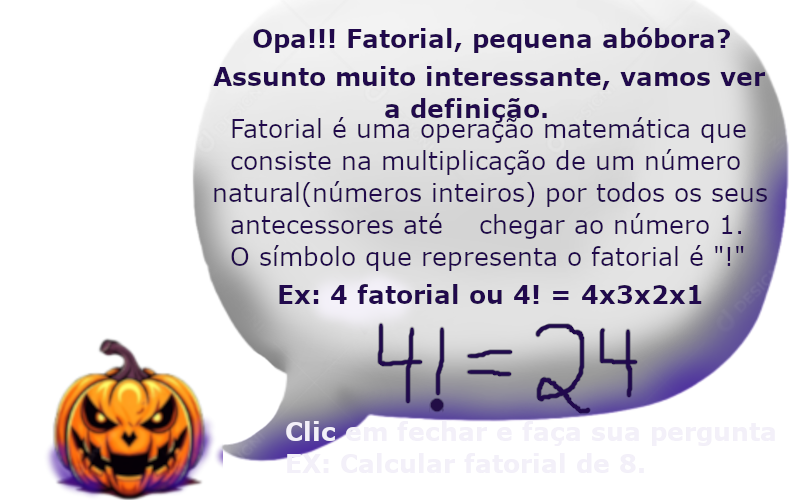 Opa!!! Fatorial, pequena abóbora?
Assunto muito interessante, vamos ver
a definição.
Fatorial é uma operação matemática que
consiste na multiplicação de um número
natural(números inteiros) por todos os seus
antecessores até chegar ao número 1.
O símbolo que representa o fatorial é "!"
Ex: 4 fatorial ou 4! = 4x3x2x1
4! = 24
Clic em fechar e faça sua pergunta
EX: Calcular fatorial de 8.